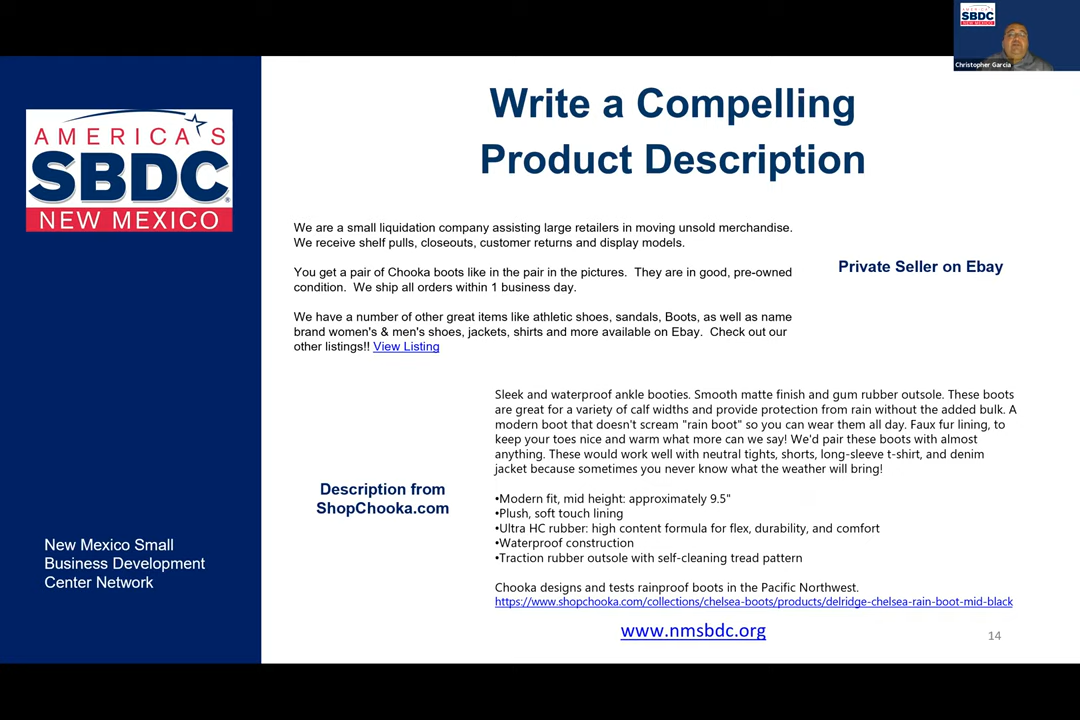 AMERICA'S
SBDC
NEW MEXICO
Christopher Garcia
Write a Compelling
Product Description
AMERICA'S
SBDC®
NEW MEXICO
We are a small liquidation company assisting large retailers in moving unsold merchandise.
We receive shelf pulls, closeouts, customer returns and display models.
You get a pair of Chooka boots like in the pair in the pictures. They are in good, pre-owned
condition. We ship all orders within 1 business day.
We have a number of other great items like athletic shoes, sandals, Boots, as well as name
brand women's & men's shoes, jackets, shirts and more available on Ebay. Check out our
other listings!! View Listing
Private Seller on Ebay
Sleek and waterproof ankle booties. Smooth matte finish and gum rubber outsole. These boots
are great for a variety of calf widths and provide protection from rain without the added bulk. A
modern boot that doesn't scream "rain boot" so you can wear them all day. Faux fur lining, to
keep your toes nice and warm what more can we say! We'd pair these boots with almost
anything. These would work well with neutral tights, shorts, long-sleeve t-shirt, and denim
jacket because sometimes you never know what the weather will bring!
•Modern fit, mid height: approximately 9.5"
•Plush, soft touch lining
•Ultra HC rubber: high content formula for flex, durability, and comfort
•Waterproof construction
•Traction rubber outsole with self-cleaning tread pattern
Chooka designs and tests rainproof boots in the Pacific Northwest.
https://www.shopchooka.com/collections/chelsea-boots/products/delridge-chelsea-rain-boot-mid-black
Description from
ShopChooka.com
New Mexico Small
Business Development
Center Network
www.nmsbdc.org
14